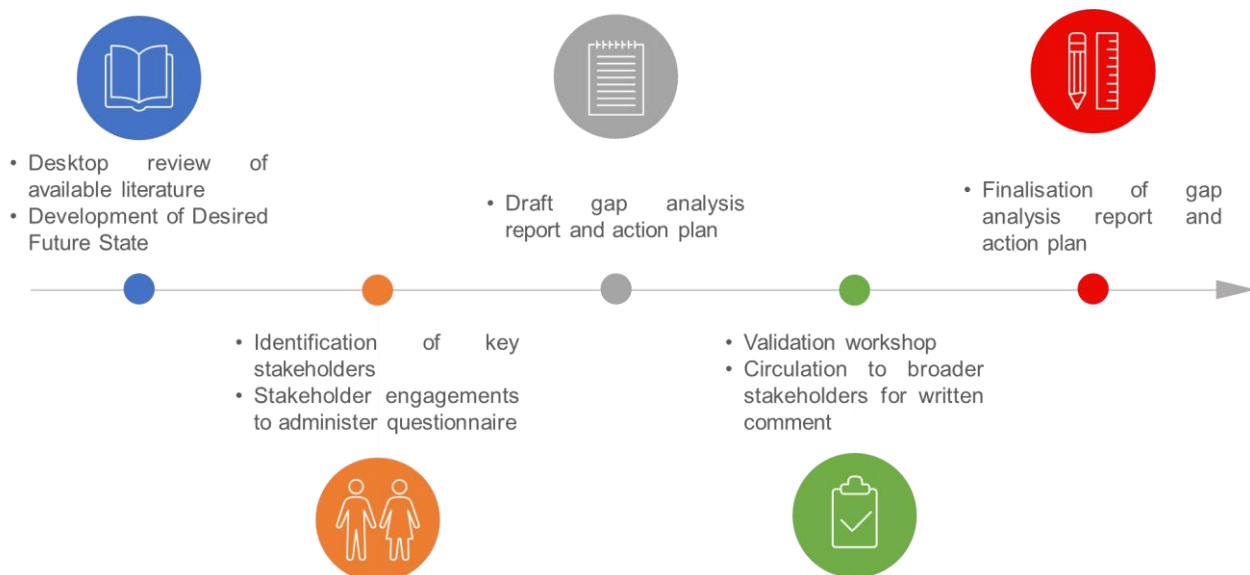 • Desktop review of
available literature
• Development of Desired
Future State
• Identification of key
stakeholders
• Stakeholder engagements
to administer questionnaire
• Draft gap analysis
report and action plan
• Validation workshop
• Circulation to broader
stakeholders for written
comment
• Finalisation of gap
analysis report and
action plan